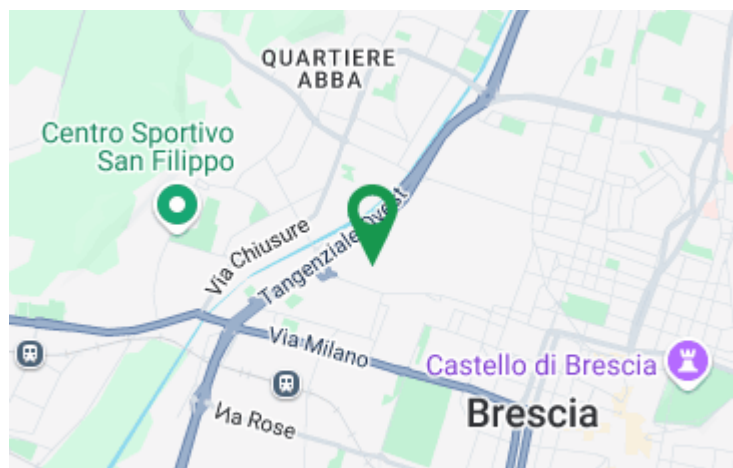 QUARTIERE
ABBA
Centro Sportivo
San Filippo
Via Chiusure
Tangenziale Ovest
Via Milano
Castello di Brescia
Brescia
Via Rose